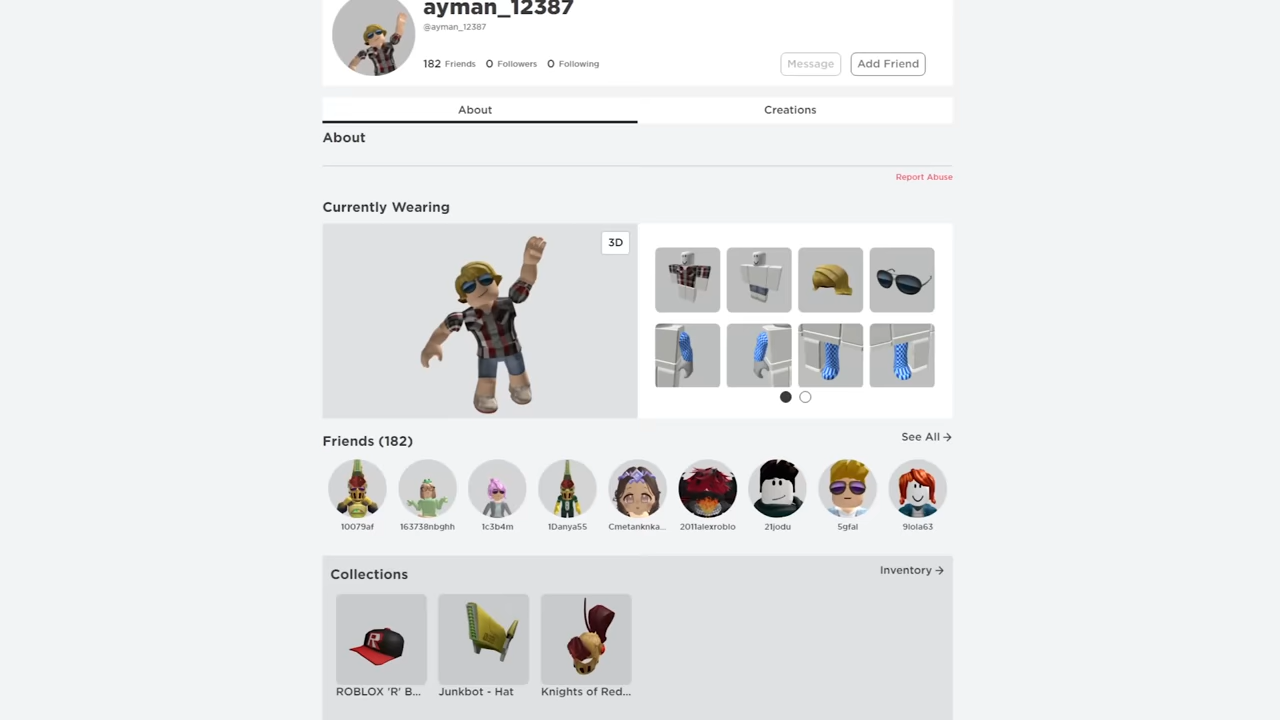 ayman_12387
@ayman_12387
182 Friends 0 Followers 0 Following
Message
Add Friend
About
Creations
About
Report Abuse
Currently Wearing
3D
Friends (182)
See All →
10079af
163738nbghh
1c3b4m
1Danya55
Cmetanknka...
2011alexroblo
21jodu
5gfal
9lola63
Collections
Inventory →
ROBLOX 'R' B...
Junkbot - Hat
Knights of Red...